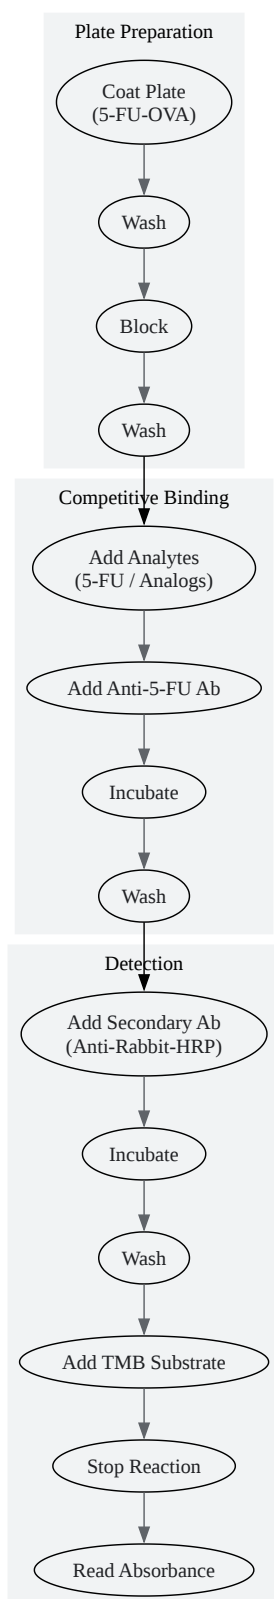 Plate Preparation
Coat Plate
(5-FU-OVA)
Wash
Block
Wash
Competitive Binding
Add Analytes
(5-FU / Analogs)
Add Anti-5-FU Ab
Incubate
Wash
Detection
Add Secondary Ab
(Anti-Rabbit-HRP)
Incubate
Wash
Add TMB Substrate
Stop Reaction
Read Absorbance